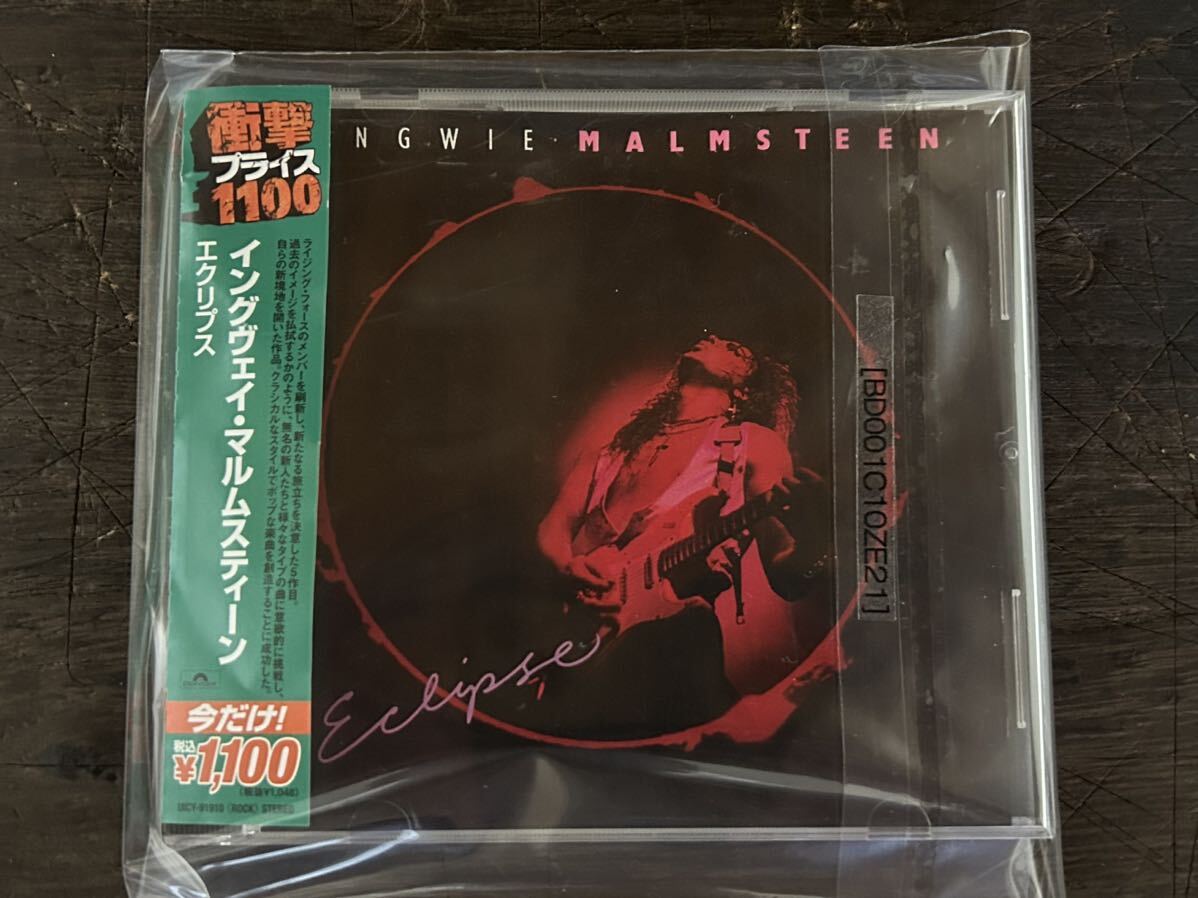 衝撃
プライス
1100
イングヴェイ・マルムスティーン
エクリプス
ライジング・フォースのメンバーを刷新し、新たなる旅立ちを決意した5作目。
過去のイメージを払拭するかのように、無名の新人たちと様々なタイプの曲に意欲的に挑戦し、
自らの新境地を開いた作品。クラシカルなスタイルでポップな楽曲を創造することに成功した。
今だけ!
税込
¥1,100
(税抜¥1,048)
UICY-91910 (ROCK) STEREO
NGWIE MALMSTEEN
Eclipse
[BD001C10ZE21]